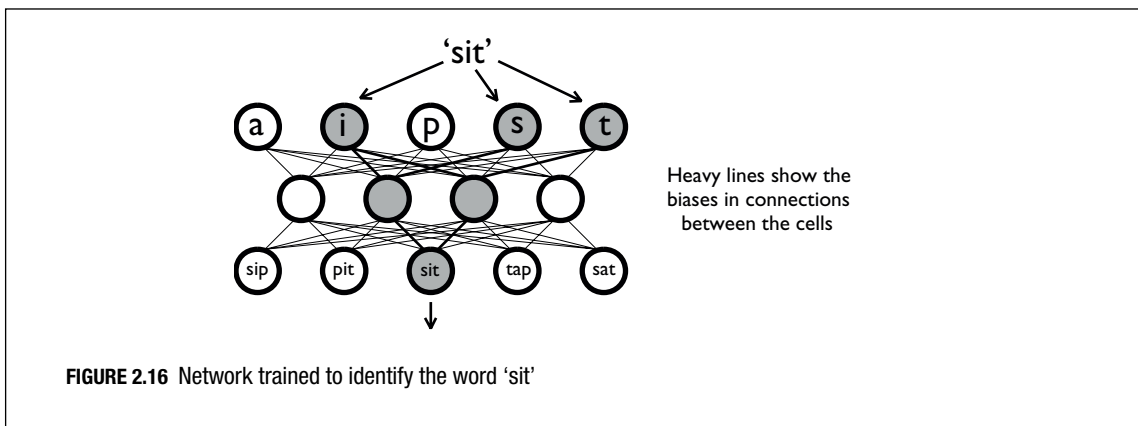 ‘sit’
a i p s t
Heavy lines show the
biases in connections
between the cells
sip pit sit tap sat
FIGURE 2.16 Network trained to identify the word ‘sit’